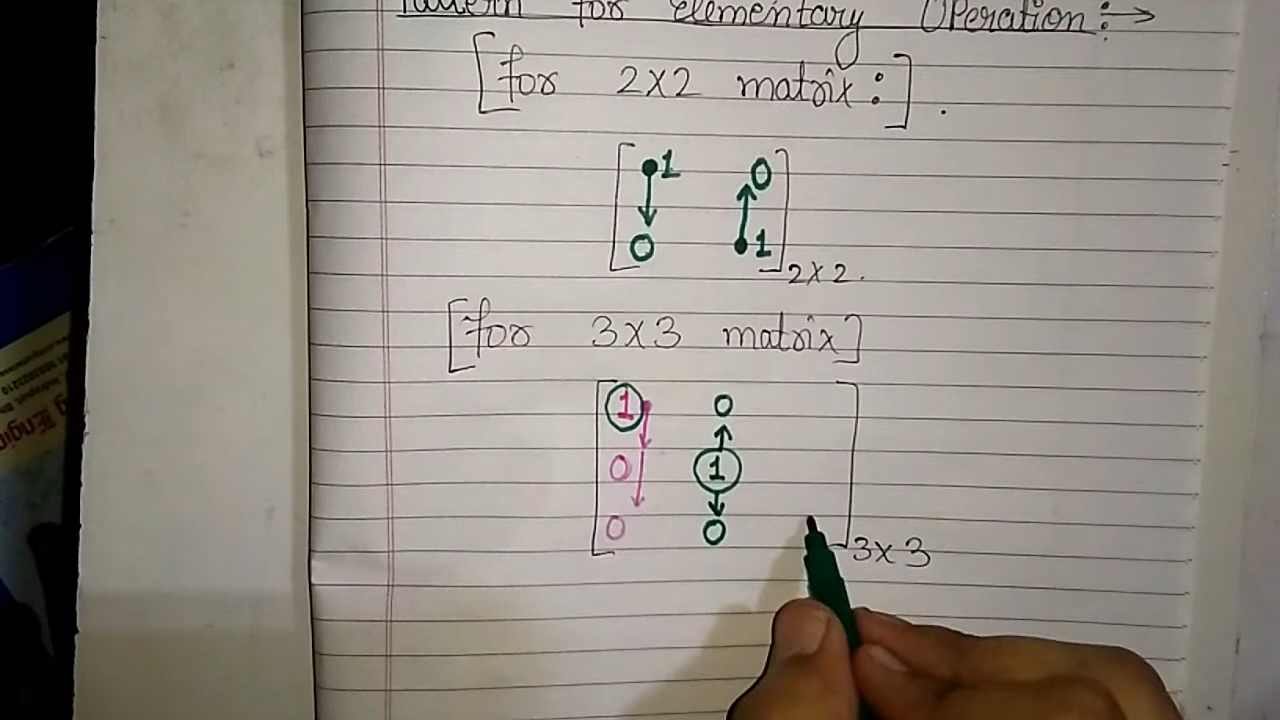 Pattern for elementary Operation:→
[for 2x2 matrix:].
1 0
0 1
2x2.
[for 3x3 matrix]
1 0
0 1
0 0
3x3